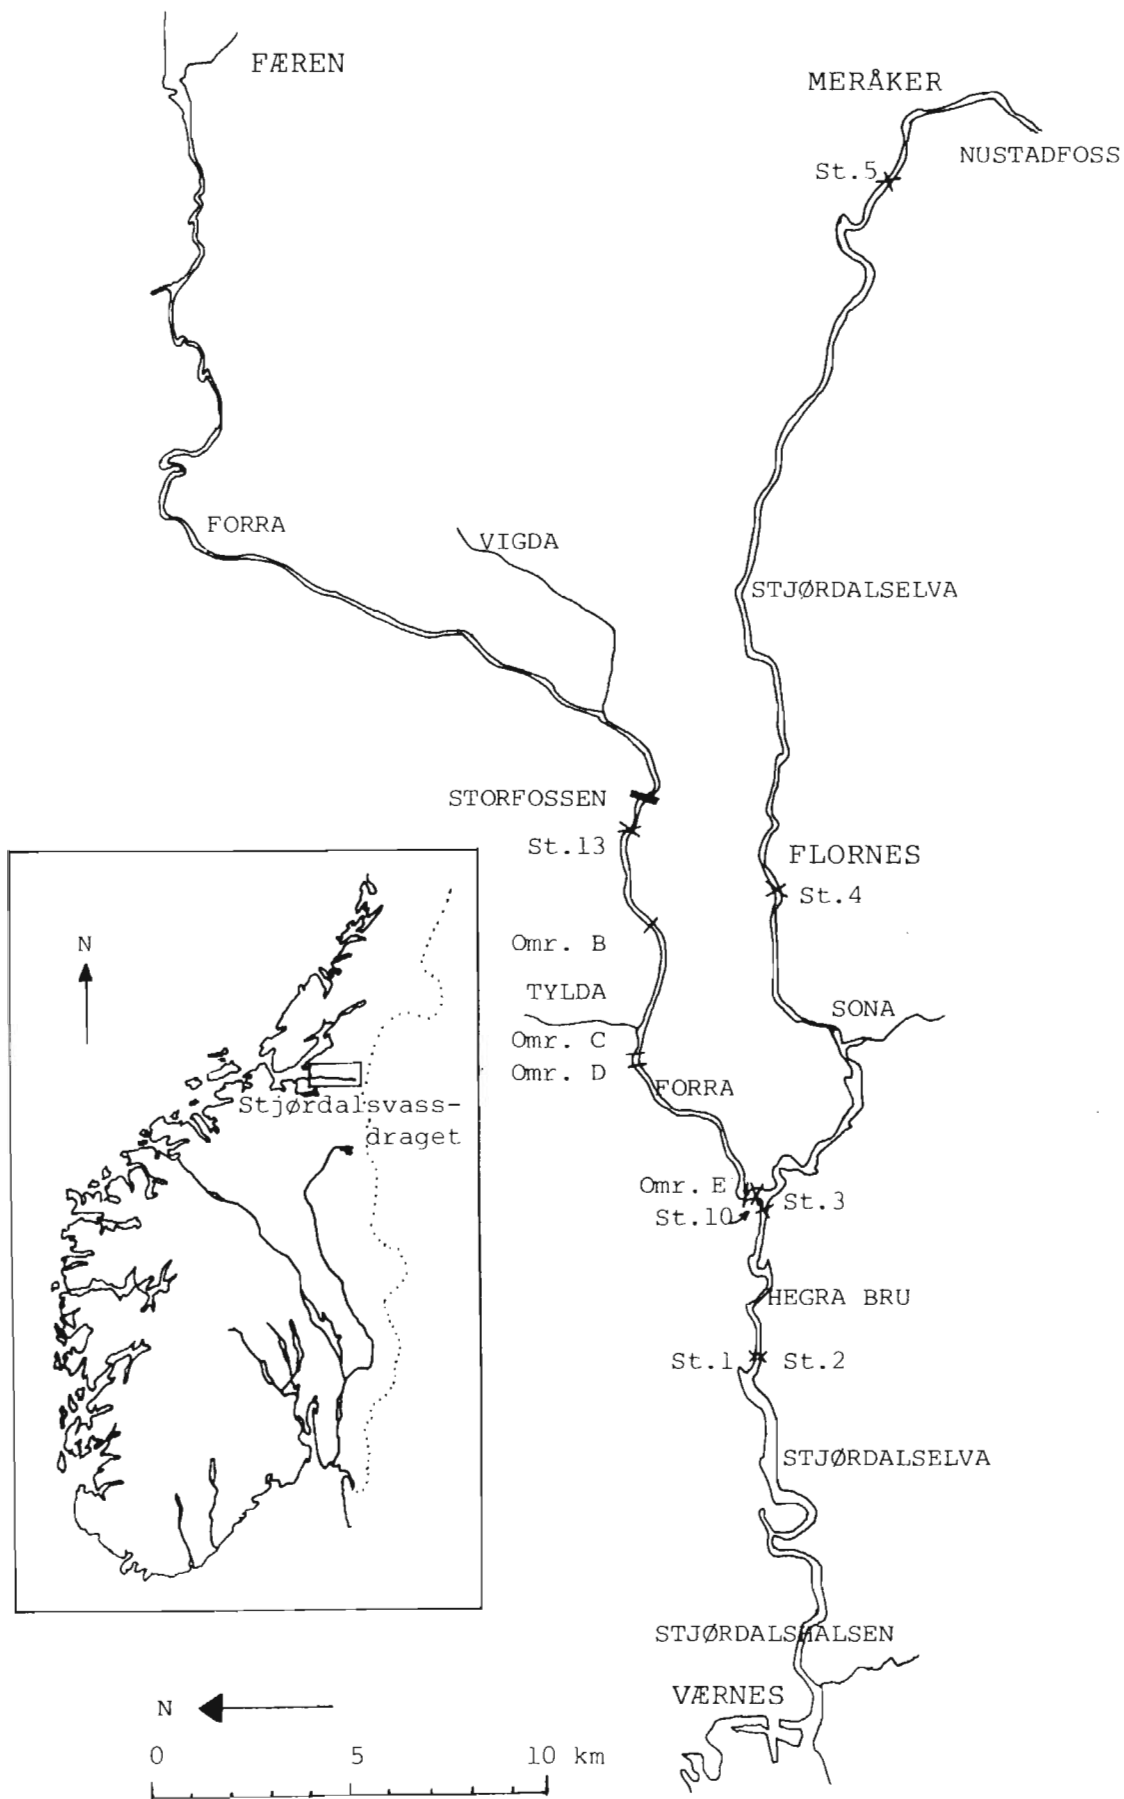 FÆREN
MERÅKER
NUSTADFOSS
St.5
FORRA
VIGDA
STJØRDALSELVA
STORFOSSEN
St.13
FLORNES
St.4
Omr. B
TYLDA
SONA
Omr. C
Omr. D
FORRA
Omr. E
St.10
St.3
HEGRA BRU
St.1
St.2
STJØRDALSELVA
STJØRDALSHALSEN
VÆRNES
N
Stjørdalsvass-
draget
N
0 5 10 km